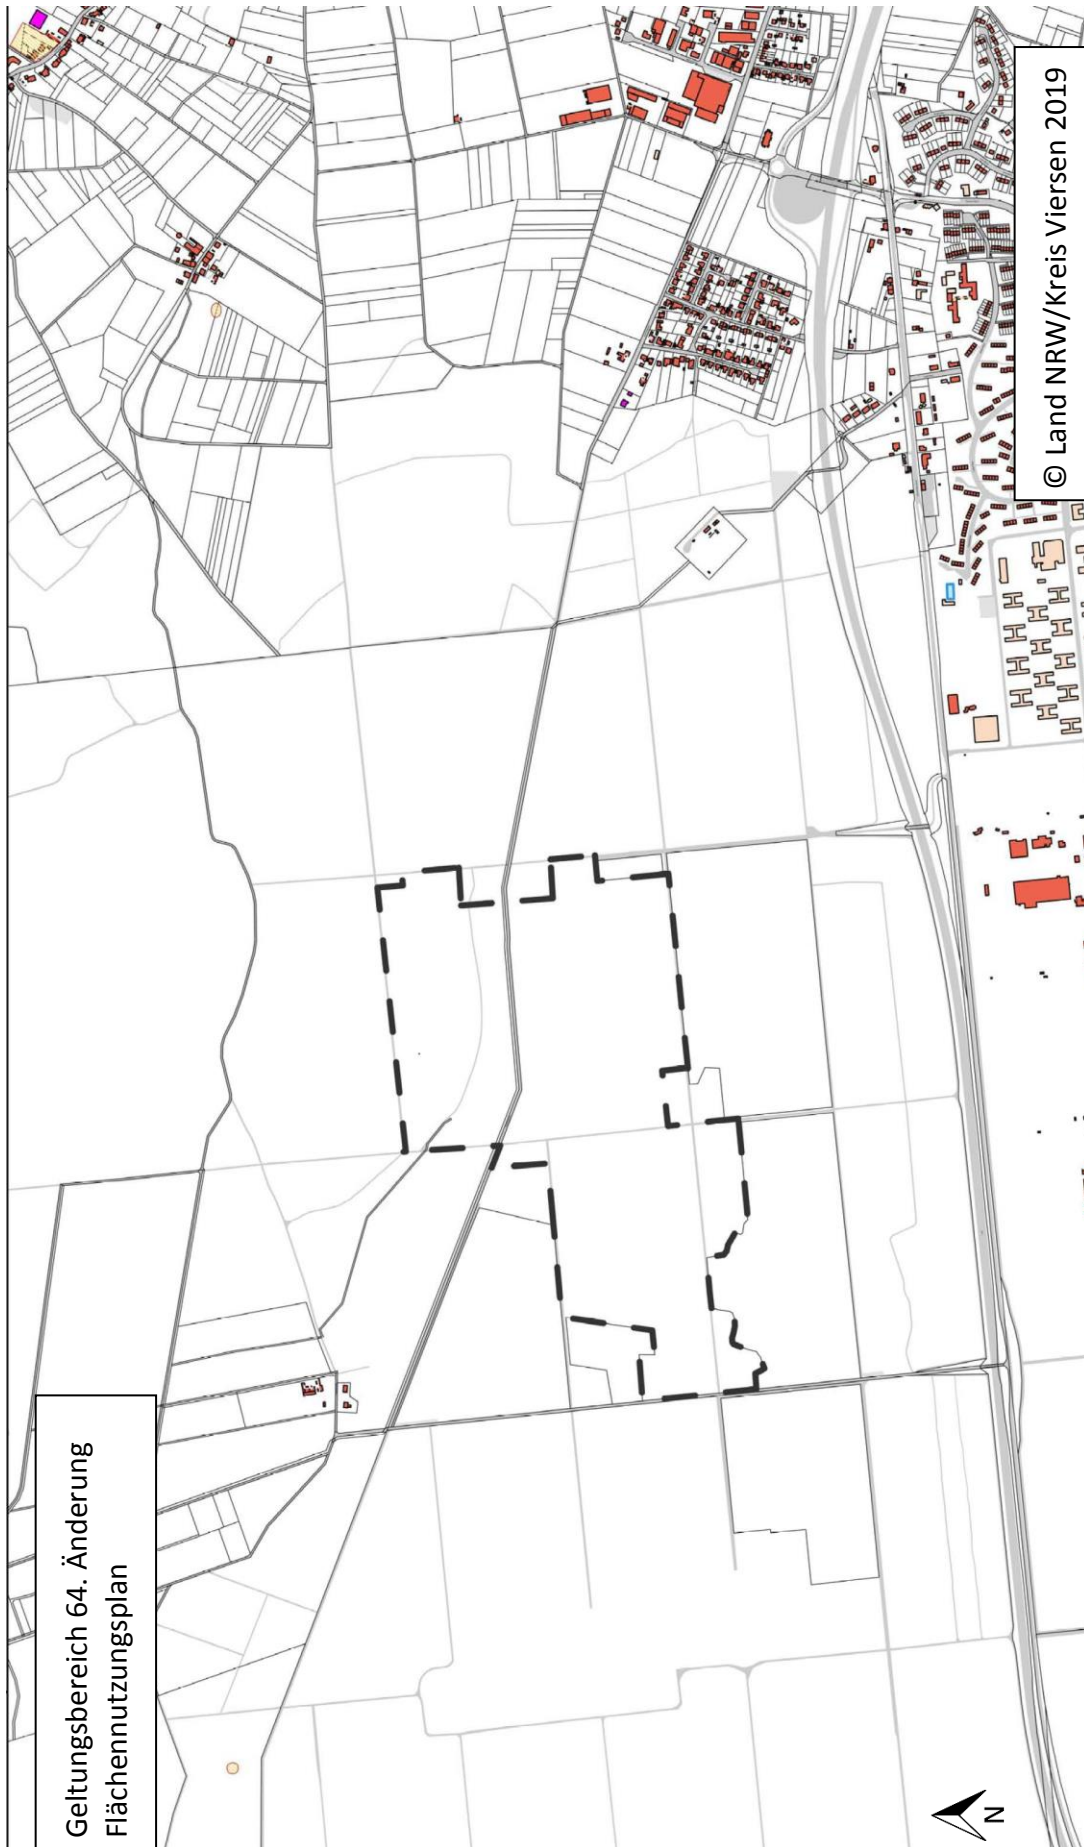 Geltungsbereich 64. Änderung
Flächennutzungsplan
© Land NRW/Kreis Viersen 2019
N